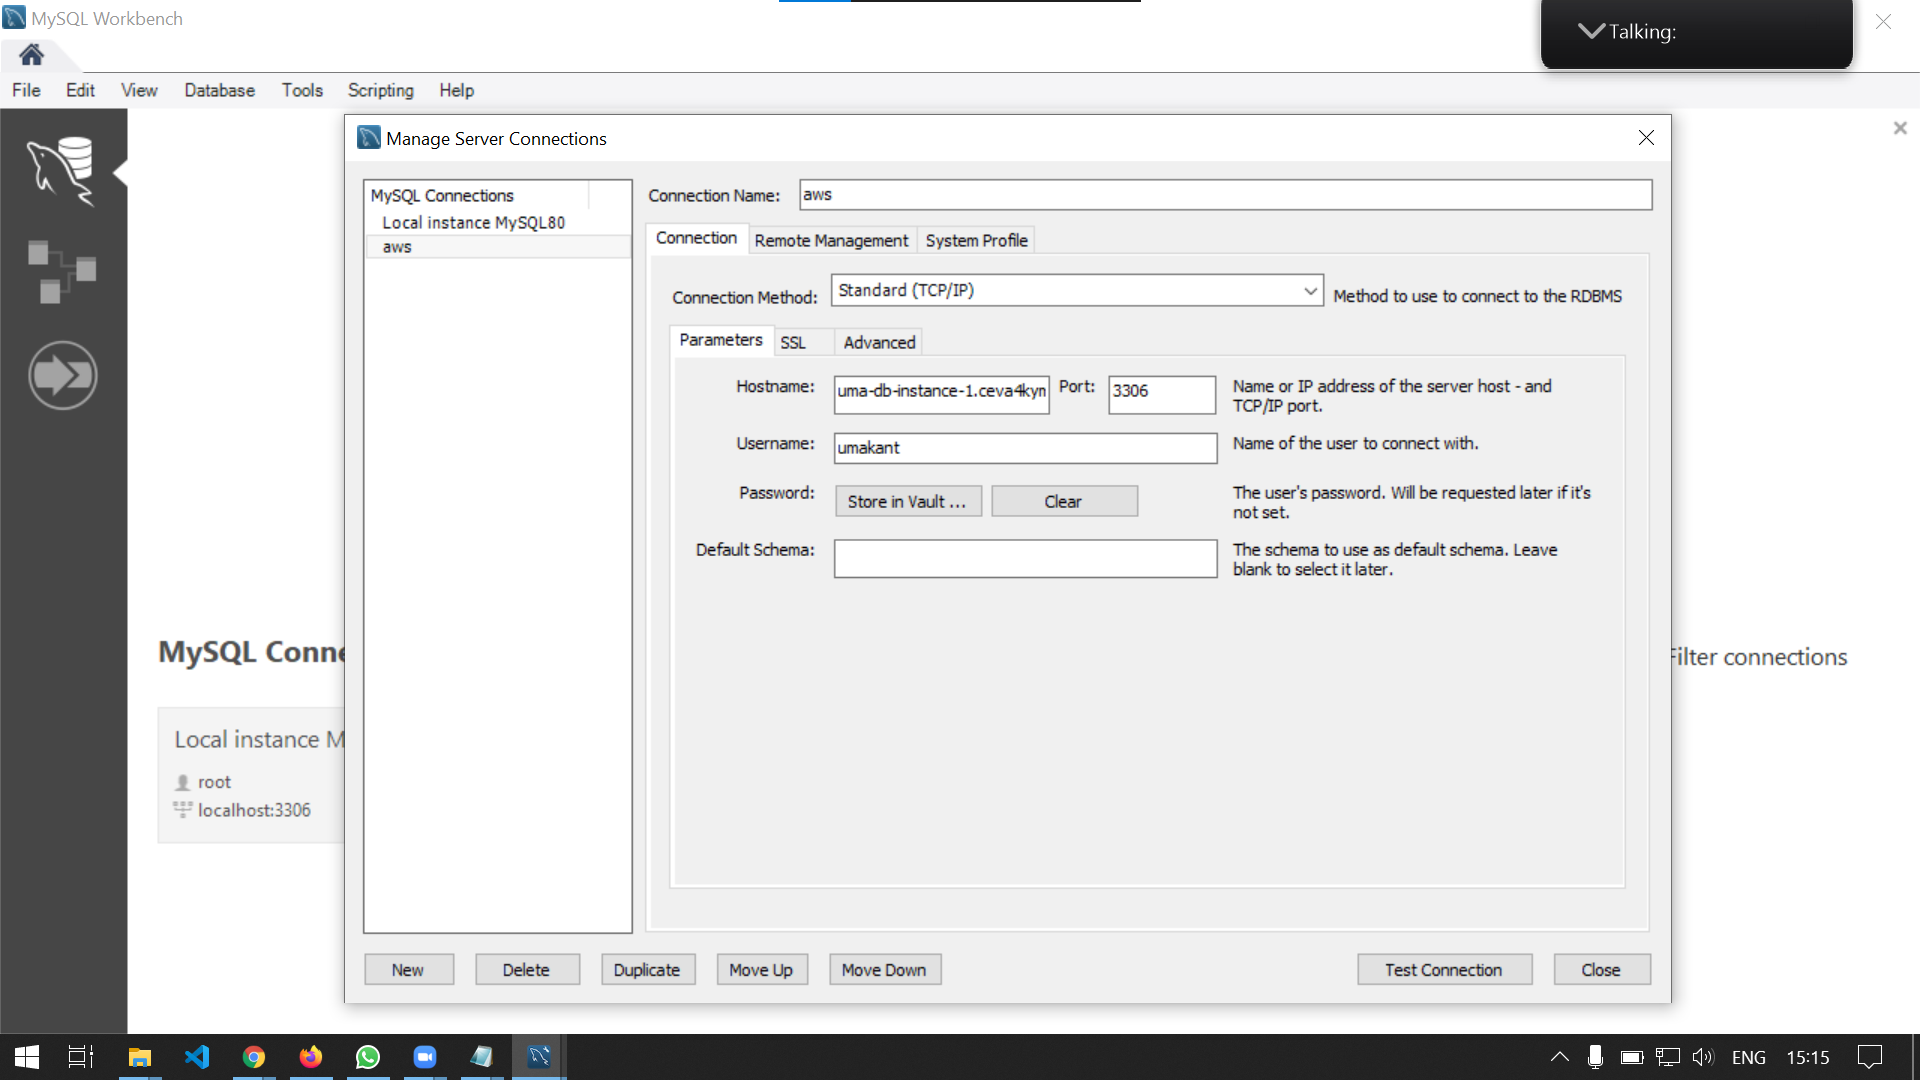 MySQL Workbench
Talking:
File Edit View Database Tools Scripting Help
Manage Server Connections
MySQL Connections
Local instance MySQL80
aws
Connection Name: aws
Connection Remote Management System Profile
Connection Method: Standard (TCP/IP) Method to use to connect to the RDBMS
Parameters SSL Advanced
Hostname: uma-db-instance-1.ceva4kyn Port: 3306 Name or IP address of the server host - and
TCP/IP port.
Username: umakant Name of the user to connect with.
Password: Store in Vault ... Clear The user's password. Will be requested later if it's
not set.
Default Schema: The schema to use as default schema. Leave
blank to select it later.
MySQL Conne
Filter connections
Local instance M
root
localhost:3306
New Delete Duplicate Move Up Move Down Test Connection Close
ENG 15:15